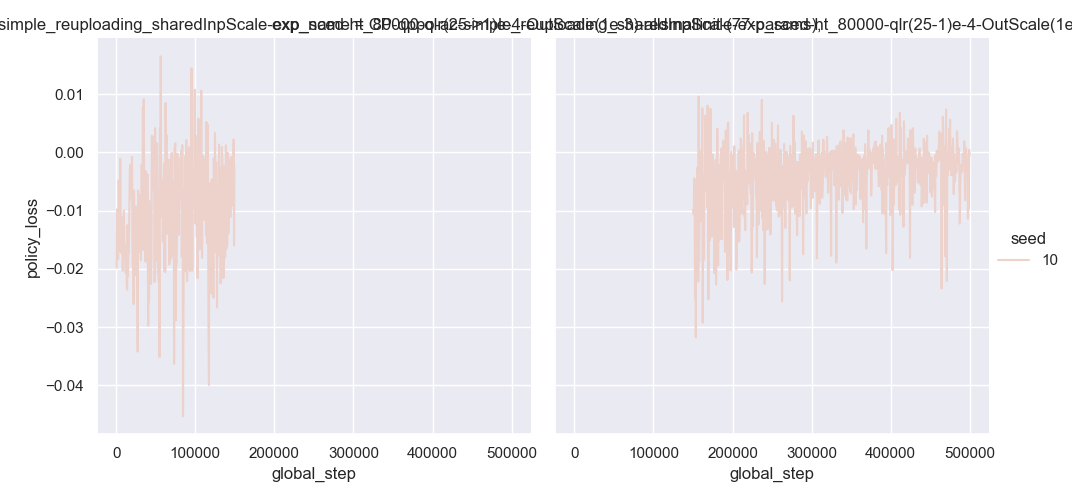 simple_reuploading_sharedInpScale-
ht_80000-qlr(25-1)e-4-OutScale(1e
0.01
0.00
−0.01
−0.02
−0.03
−0.04
policy_loss
0 100000 200000 300000 400000 500000
0 100000 200000 300000 400000 500000
global_step
global_step
seed
10